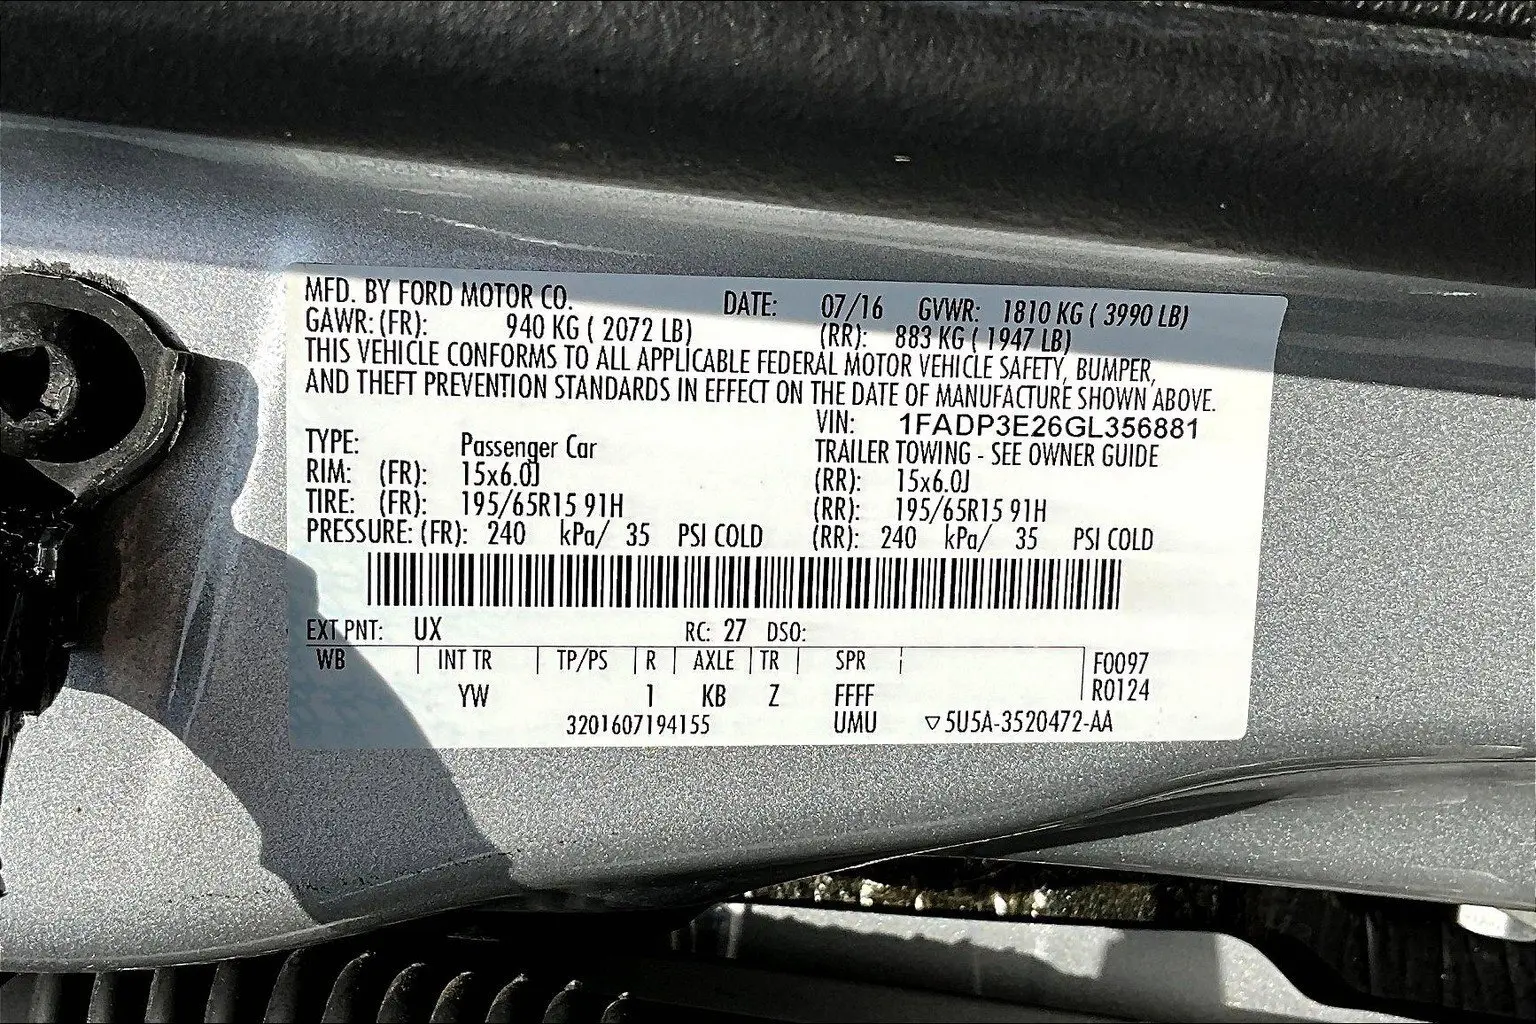 MFD. BY FORD MOTOR CO. DATE: 07/16 GVWR: 1810 KG ( 3990 LB)
GAWR: (FR): 940 KG ( 2072 LB) (RR): 883 KG ( 1947 LB)
THIS VEHICLE CONFORMS TO ALL APPLICABLE FEDERAL MOTOR VEHICLE SAFETY, BUMPER,
AND THEFT PREVENTION STANDARDS IN EFFECT ON THE DATE OF MANUFACTURE SHOWN ABOVE.
VIN: 1FADP3E26GL356881
TYPE: Passenger Car TRAILER TOWING - SEE OWNER GUIDE
RIM: (FR): 15x6.0J (RR): 15x6.0J
TIRE: (FR): 195/65R15 91H (RR): 195/65R15 91H
PRESSURE: (FR): 240 kPa/ 35 PSI COLD (RR): 240 kPa/ 35 PSI COLD
EXT PNT: UX RC: 27 DSO:
WB INT TR TP/PS R AXLE TR SPR F0097
YW 1 KB Z FFFF R0124
3201607194155 UMU ▽5U5A-3520472-AA